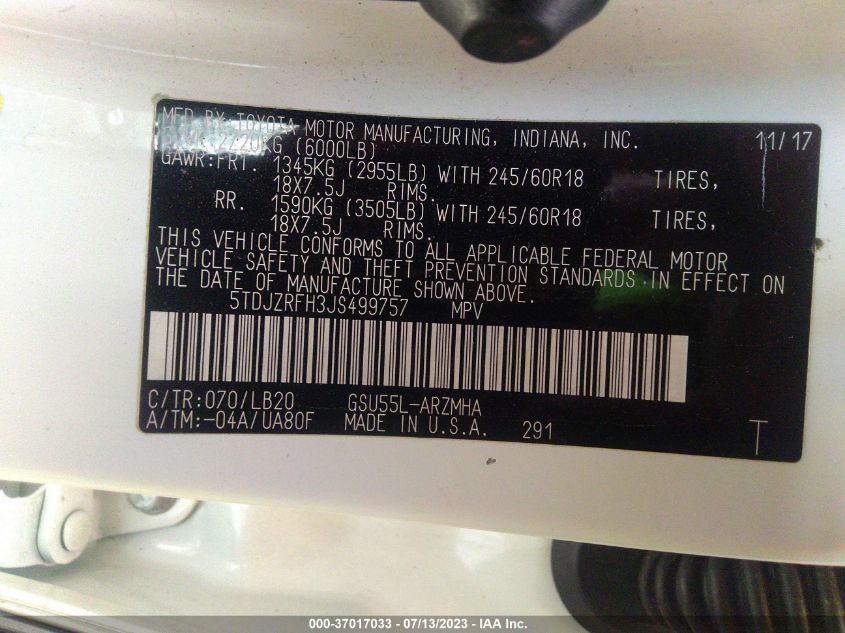 MFD BY TOYOTA MOTOR MANUFACTURING, INDIANA, INC. 11/17
2720KG (6000LB)
GAWR:FRT. 1345KG (2955LB) WITH 245/60R18 TIRES,
18X7.5J RIMS.
RR. 1590KG (3505LB) WITH 245/60R18 TIRES,
18X7.5J RIMS.
THIS VEHICLE CONFORMS TO ALL APPLICABLE FEDERAL MOTOR
VEHICLE SAFETY AND THEFT PREVENTION STANDARDS IN EFFECT ON
THE DATE OF MANUFACTURE SHOWN ABOVE.
5TDJZRFH3JS499757 MPV
C/TR:070/LB20 GSU55L-ARZMHA
A/TM:-04A/UA80F MADE IN U.S.A. 291 T
000-37017033 - 07/13/2023 - IAA Inc.